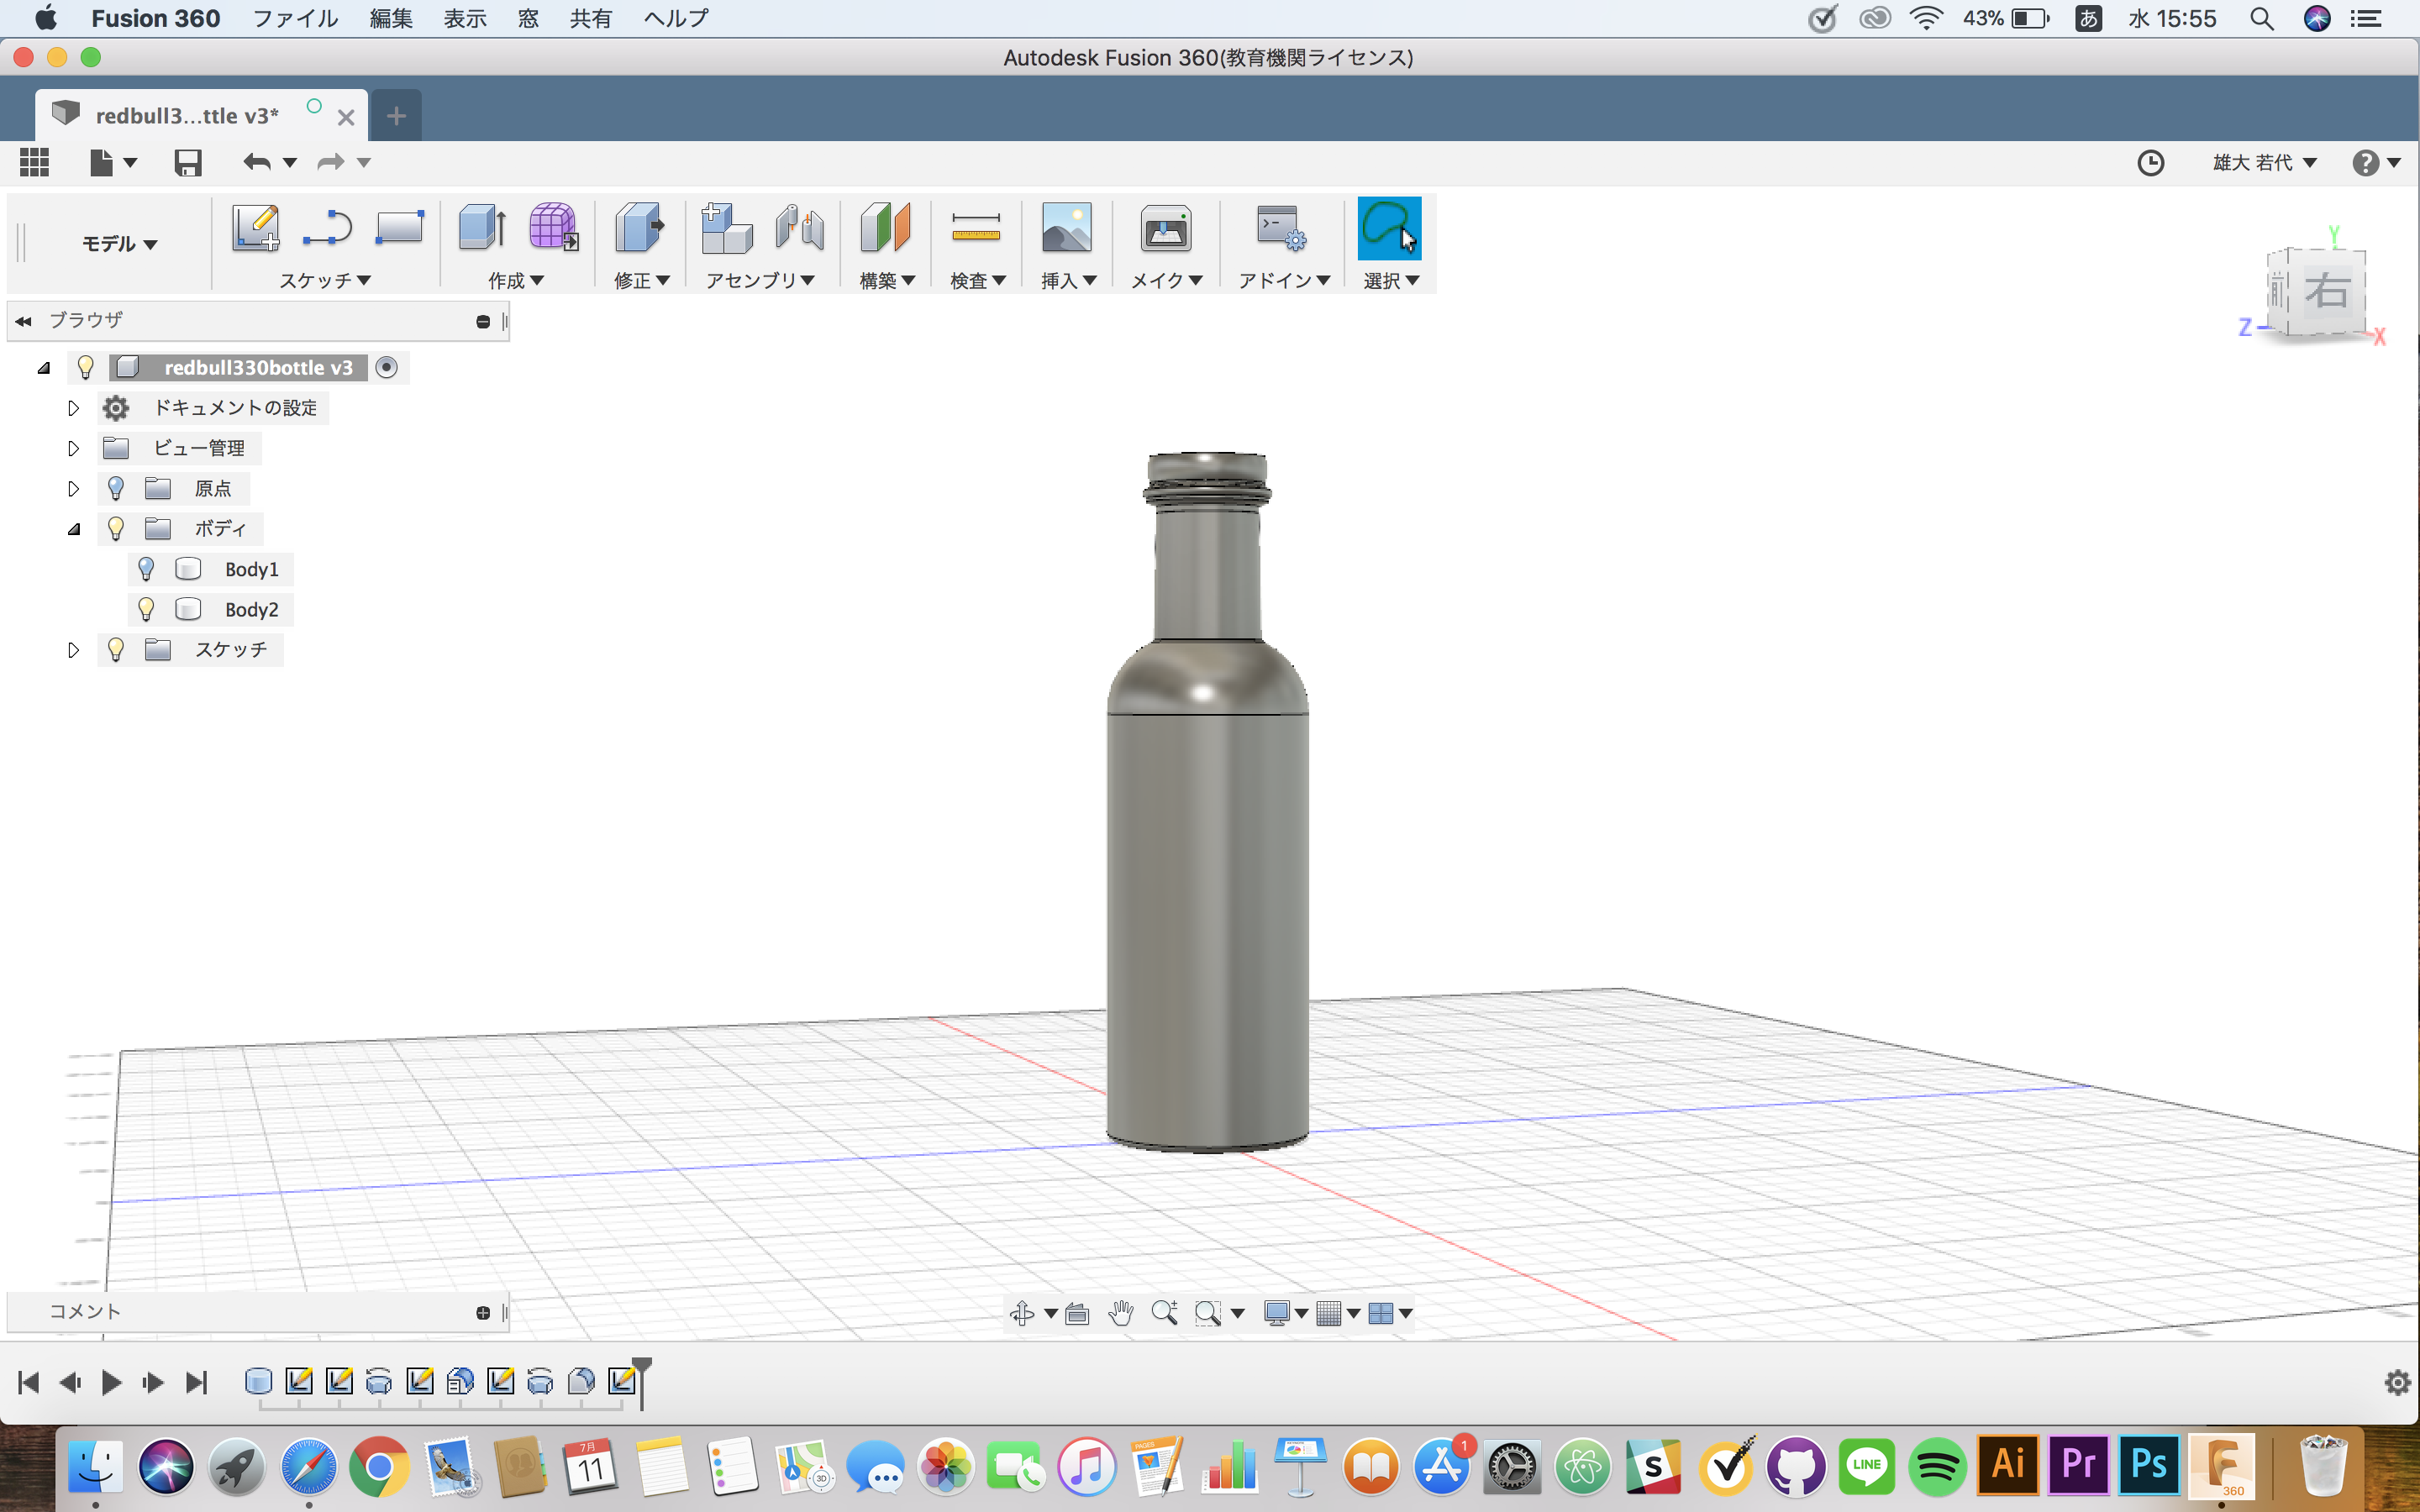 Fusion 360 ファイル 編集 表示 窓 共有 ヘルプ 43% あ 水 15:55
Autodesk Fusion 360(教育機関ライセンス)
redbull3...ttle v3*
雄大 若代
モデル
スケッチ 作成 修正 アセンブリ 構築 検査 挿入 メイク アドイン 選択
Y
右
Z
X
ブラウザ
redbull330bottle v3
ドキュメントの設定
ビュー管理
原点
ボディ
Body1
Body2
スケッチ
コメント
7月
11
3D
PAGES
1
S
LINE
Ai
Pr
Ps
F
360